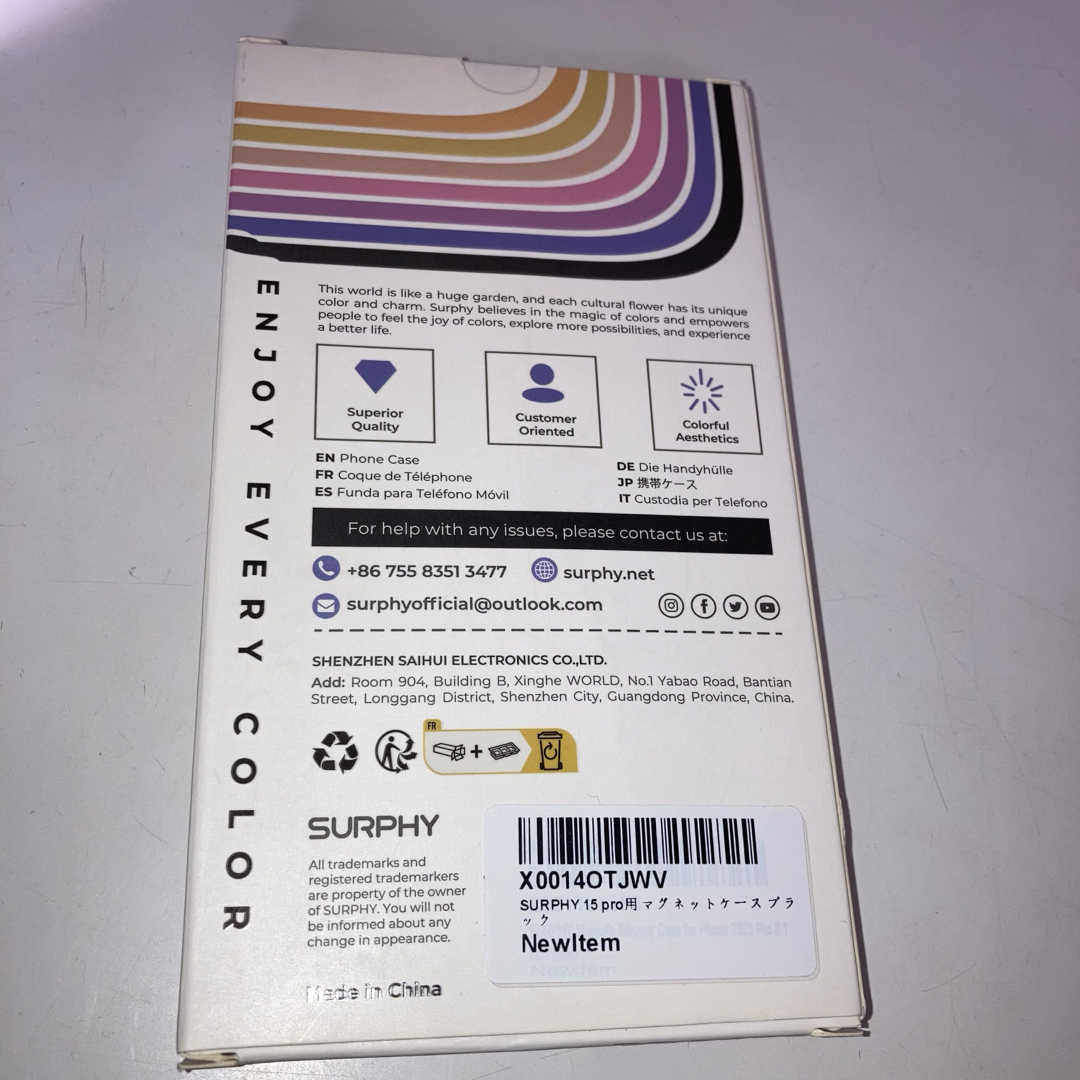 ENJOY EVERY COLOR
This world is like a huge garden, and each cultural flower has its unique
color and charm. Surphy believes in the magic of colors and empowers
people to feel the joy of colors, explore more possibilities, and experience
a better life.
Superior
Quality
Customer
Oriented
Colorful
Aesthetics
EN Phone Case
FR Coque de Téléphone
ES Funda para Teléfono Móvil
DE Die Handyhülle
JP 携帯ケース
IT Custodia per Telefono
For help with any issues, please contact us at:
+86 755 8351 3477
surphy.net
surphyofficial@outlook.com
SHENZHEN SAIHUI ELECTRONICS CO.,LTD.
Add: Room 904, Building B, Xinghe WORLD, No.1 Yabao Road, Bantian
Street, Longgang District, Shenzhen City, Guangdong Province, China.
FR
SURPHY
All trademarks and
registered trademarkers
are property of the owner
of SURPHY. You will not
be informed about any
change in appearance.
Made in China
X0014OTJWV
SURPHY 15 pro用マグネットケース ブラ
ック
NewItem